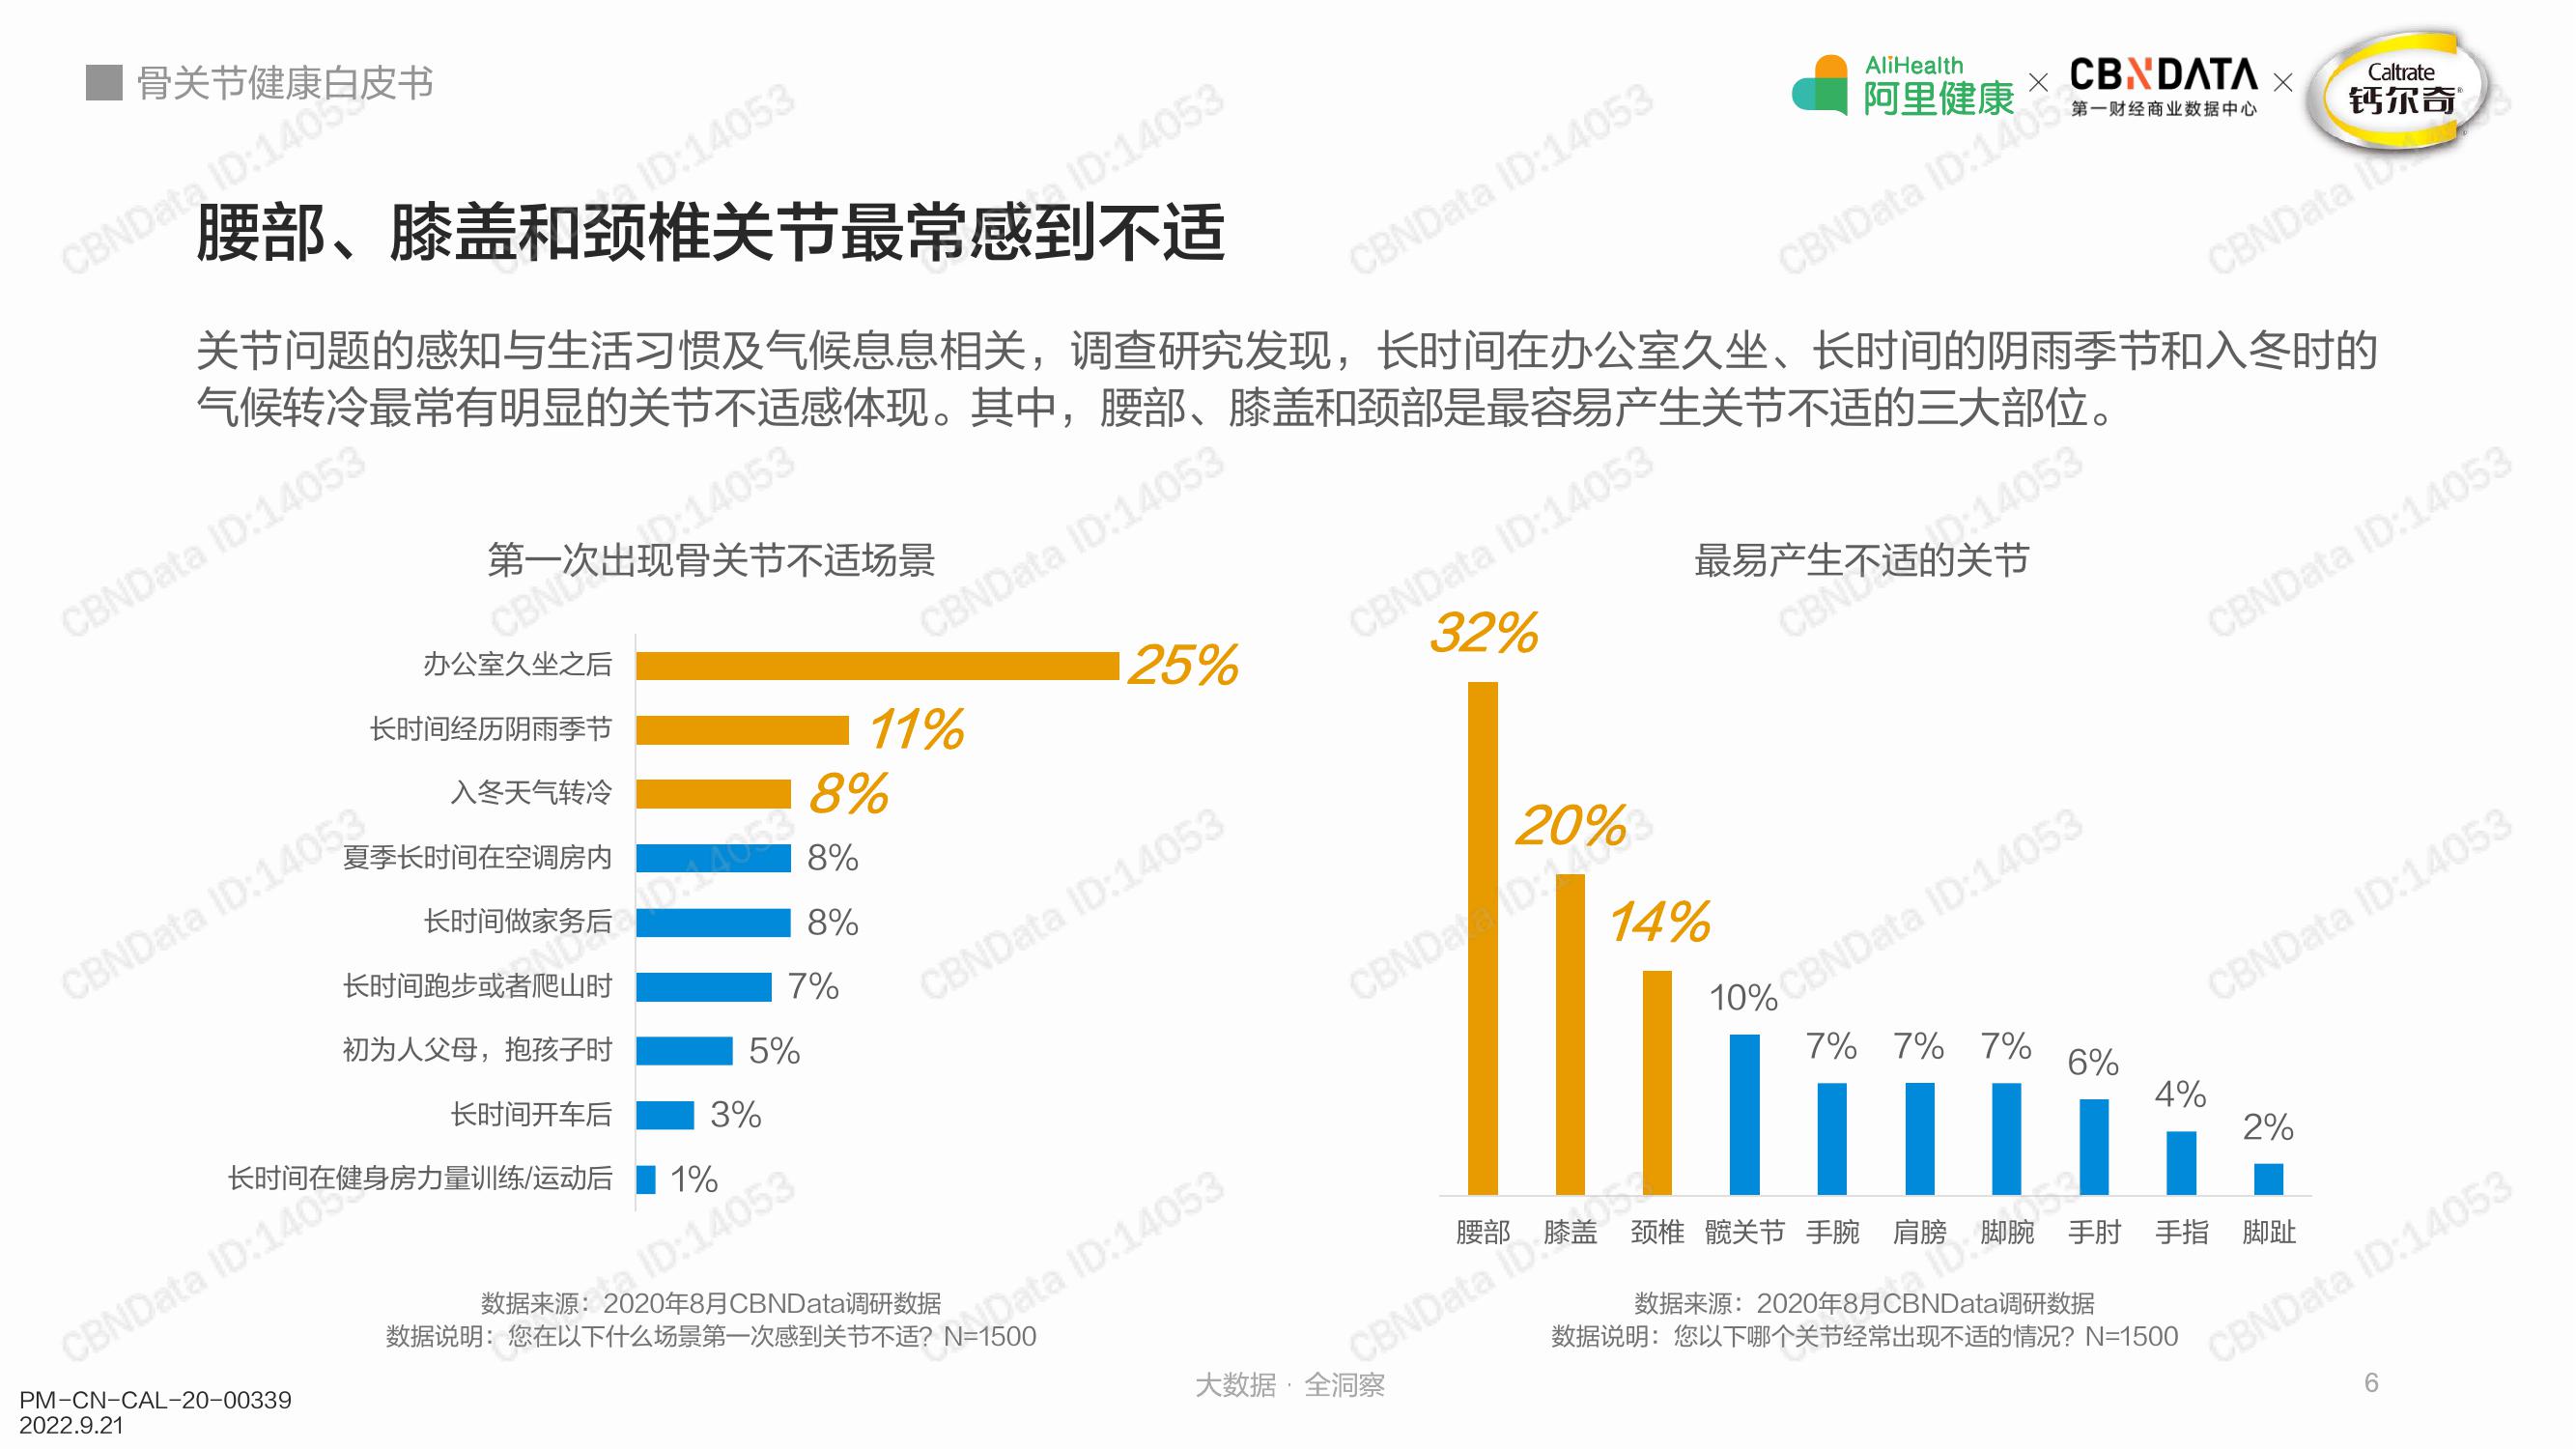 骨关节健康白皮书
AliHealth
阿里健康
×
CBNDATA
第一财经商业数据中心
×
Caltrate
钙尔奇®
腰部、膝盖和颈椎关节最常感到不适
关节问题的感知与生活习惯及气候息息相关，调查研究发现，长时间在办公室久坐、长时间的阴雨季节和入冬时的
气候转冷最常有明显的关节不适感体现。其中，腰部、膝盖和颈部是最容易产生关节不适的三大部位。
第一次出现骨关节不适场景
办公室久坐之后 25%
长时间经历阴雨季节 11%
入冬天气转冷 8%
夏季长时间在空调房内 8%
长时间做家务后 8%
长时间跑步或者爬山时 7%
初为人父母，抱孩子时 5%
长时间开车后 3%
长时间在健身房力量训练/运动后 1%
数据来源：2020年8月CBNData调研数据
数据说明：您在以下什么场景第一次感到关节不适？N=1500
最易产生不适的关节
32% 20% 14% 10% 7% 7% 7% 6% 4% 2%
腰部 膝盖 颈椎 髋关节 手腕 肩膀 脚腕 手肘 手指 脚趾
数据来源：2020年8月CBNData调研数据
数据说明：您以下哪个关节经常出现不适的情况？N=1500
大数据 · 全洞察
6
PM-CN-CAL-20-00339
2022.9.21
CBNData ID:14053